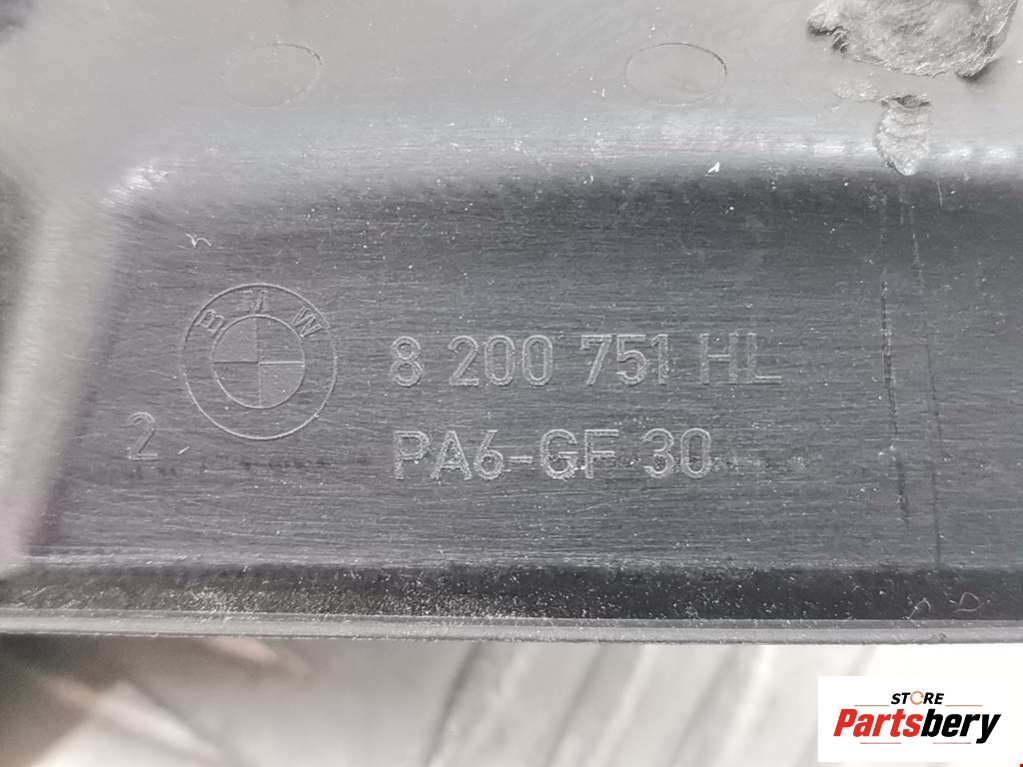 BMW
8 200 751 HL
2
PA6-GF 30
STORE
Partsbery